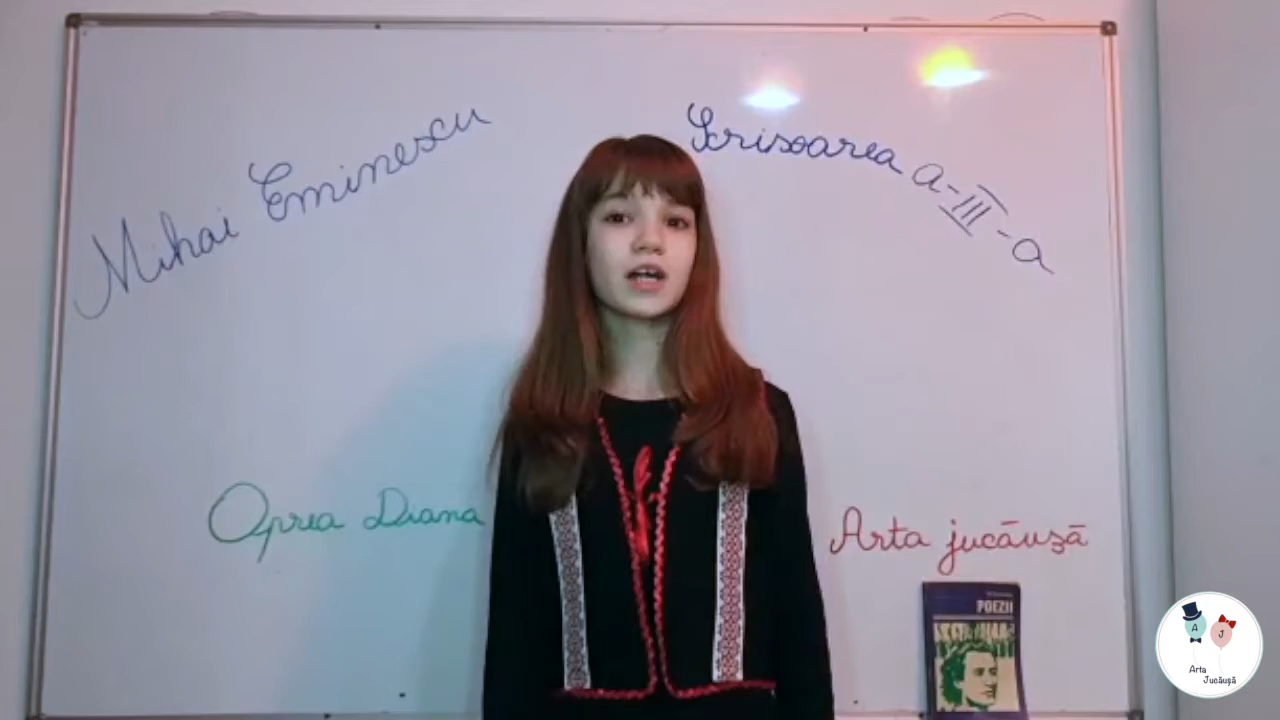 Mihai Eminescu
Scrisoarea a-III-a
Oprea Diana
Arta jucăușă
POEZII
A J
Arta
Jucăușă